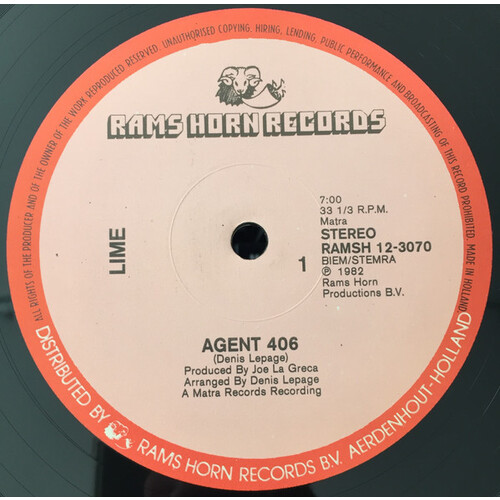 ALL RIGHTS OF THE PRODUCER AND OF THE OWNER OF THE WORK REPRODUCED RESERVED. UNAUTHORISED COPYING. HIRING, LENDING, PUBLIC PERFORMANCE AND BROADCASTING OF THIS RECORD PROHIBITED. MADE IN HOLLAND.
RAMS HORN RECORDS
LIME
1
7:00
33 1/3 R.P.M.
Matra
STEREO
RAMSH 12-3070
BIEM/STEMRA
℗ 1982
Rams Horn
Productions B.V.
AGENT 406
(Denis Lepage)
Produced By Joe La Greca
Arranged By Denis Lepage
A Matra Records Recording
DISTRIBUTED BY RAMS HORN RECORDS B.V. AERDENHOUT-HOLLAND